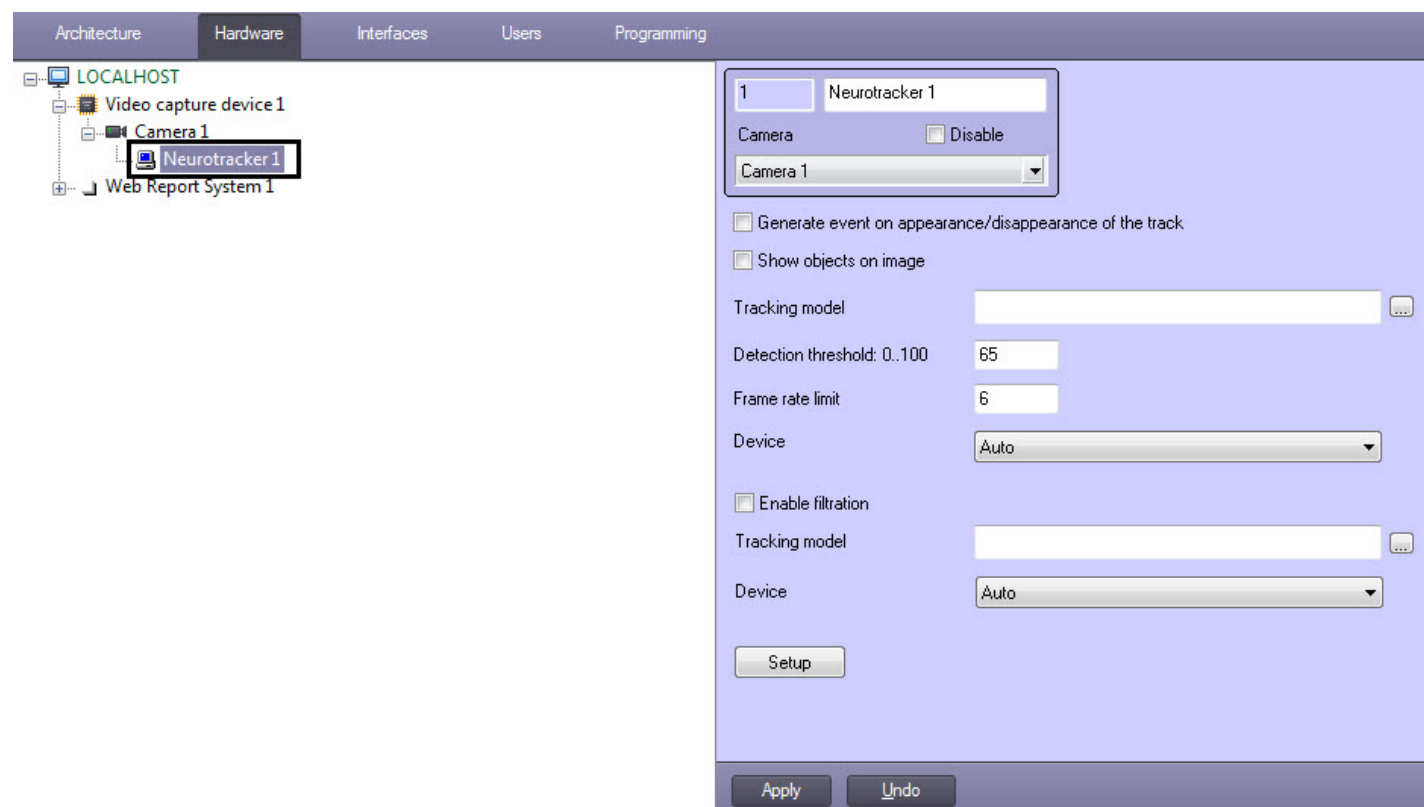 Architecture Hardware Interfaces Users Programming
LOCALHOST
Video capture device 1
Camera 1
Neurotracker 1
Web Report System 1
1 Neurotracker 1
Camera Disable
Camera 1
Generate event on appearance/disappearance of the track
Show objects on image
Tracking model ...
Detection threshold: 0..100 65
Frame rate limit 6
Device Auto
Enable filtration
Tracking model ...
Device Auto
Setup
Apply Undo